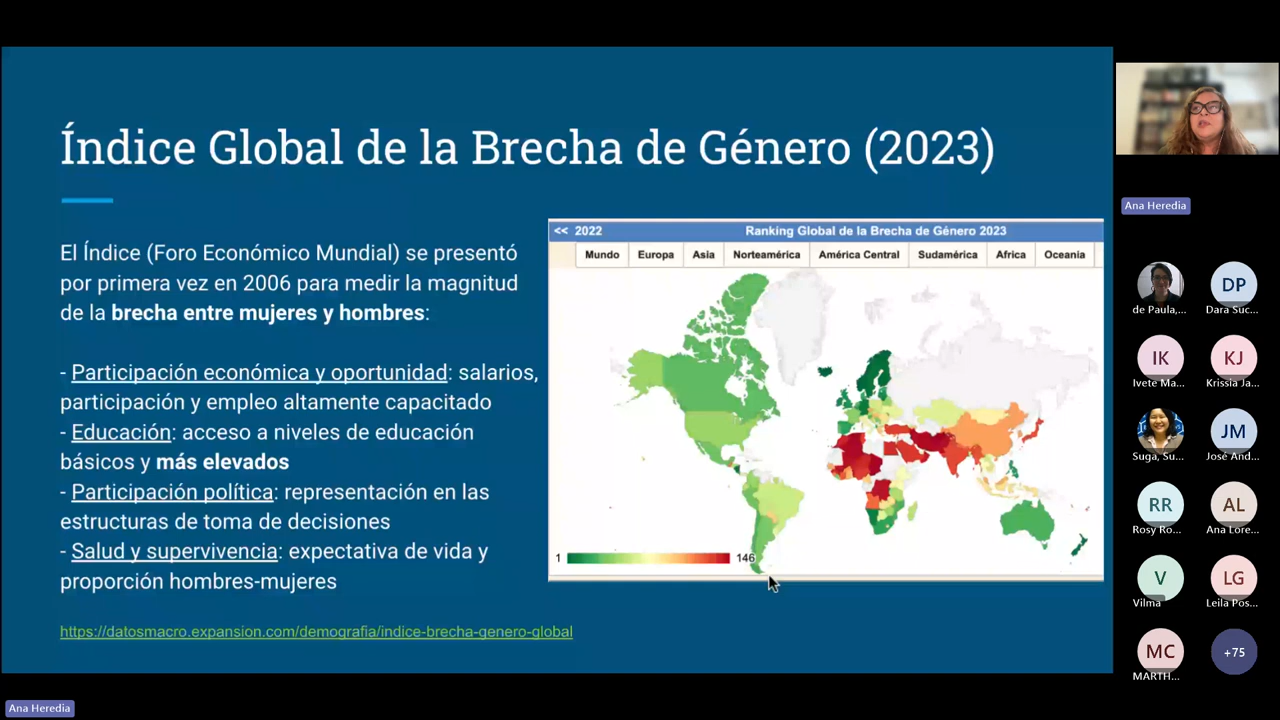 Índice Global de la Brecha de Género (2023)
El Índice (Foro Económico Mundial) se presentó
por primera vez en 2006 para medir la magnitud
de la brecha entre mujeres y hombres:
- Participación económica y oportunidad: salarios,
participación y empleo altamente capacitado
- Educación: acceso a niveles de educación
básicos y más elevados
- Participación política: representación en las
estructuras de toma de decisiones
- Salud y supervivencia: expectativa de vida y
proporción hombres-mujeres
https://datosmacro.expansion.com/demografia/indice-brecha-genero-global
<< 2022 Ranking Global de la Brecha de Género 2023
Mundo Europa Asia Norteamérica América Central Sudamérica Africa Oceania
1 146
Ana Heredia
de Paula,... Dara Suc...
DP
IK KJ
Ivete Ma... Krissia Ja...
JM
Suga, Su... José And...
RR AL
Rosy Ro... Ana Lore...
V LG
Vilma Leila Pos...
MC +75
MARTH...
Ana Heredia